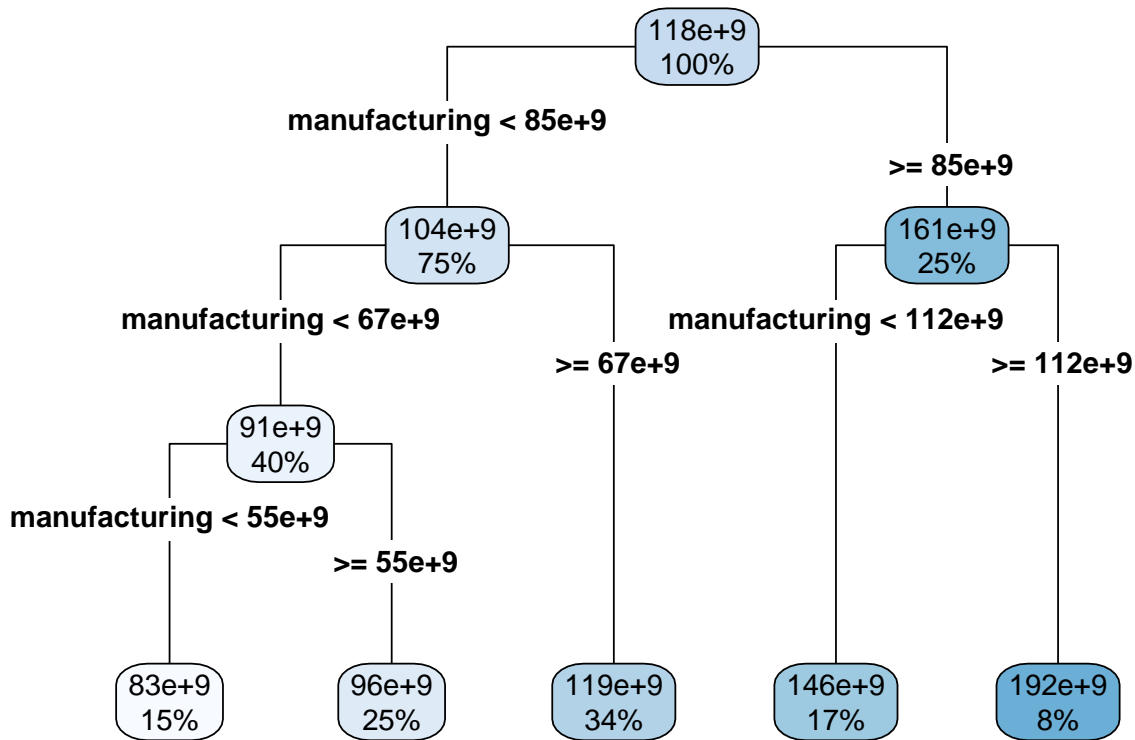 118e+9
100%
manufacturing < 85e+9
>= 85e+9
104e+9
75%
161e+9
25%
manufacturing < 67e+9
manufacturing < 112e+9
>= 67e+9
>= 112e+9
91e+9
40%
manufacturing < 55e+9
>= 55e+9
83e+9
15%
96e+9
25%
119e+9
34%
146e+9
17%
192e+9
8%